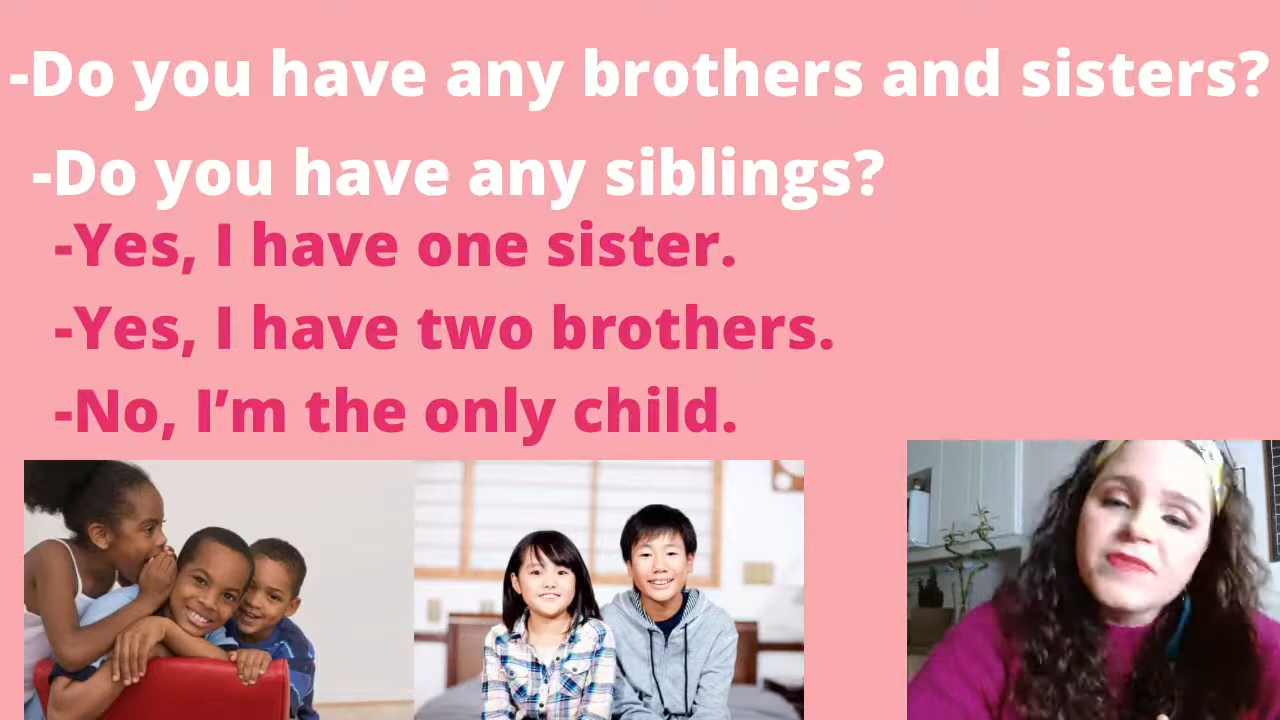 -Do you have any brothers and sisters?
-Do you have any siblings?
-Yes, I have one sister.
-Yes, I have two brothers.
-No, I’m the only child.